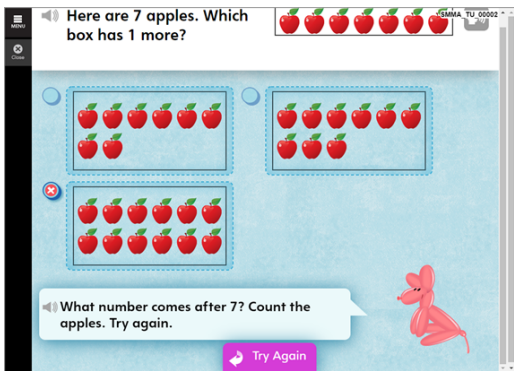 MENU
Close
Here are 7 apples. Which
box has 1 more?
SMMA_TU_00002
What number comes after 7? Count the
apples. Try again.
Try Again